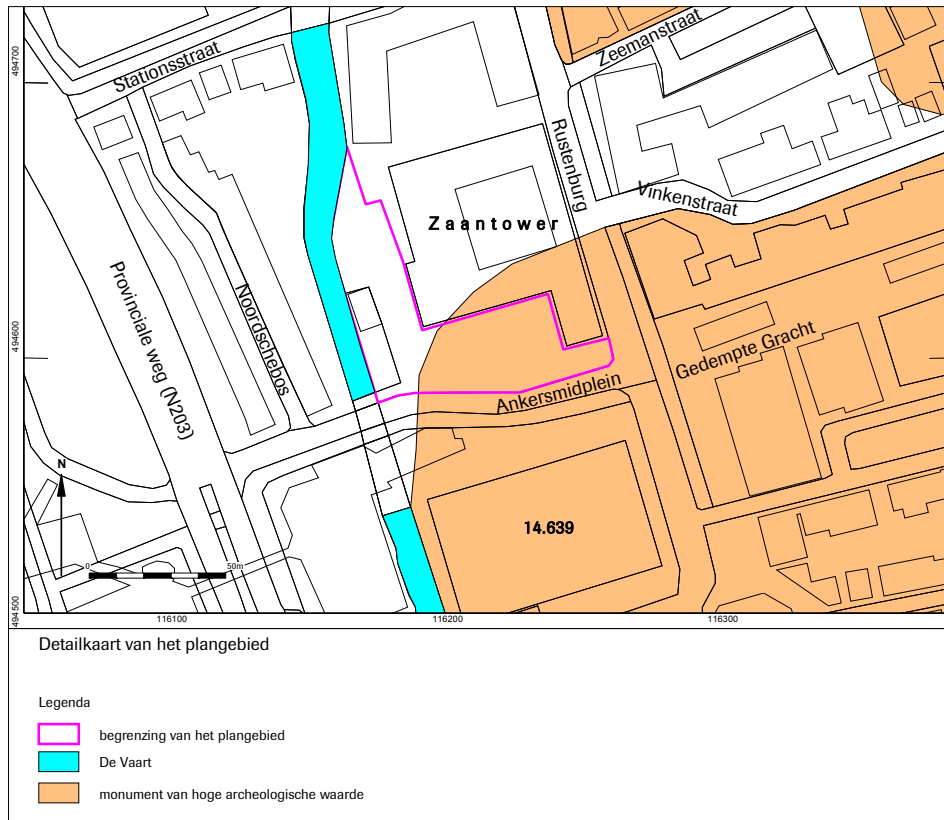 494700
Stationsstraat
Zeemanstraat
Rustenburg
Vinkenstraat
Zaantower
Provinciale weg (N203)
Noordschebos
494600
Gedempte Gracht
Ankersmidplein
N
14.639
0 50m
494500
116100 116200 116300
Detailkaart van het plangebied
Legenda
begrenzing van het plangebied
De Vaart
monument van hoge archeologische waarde